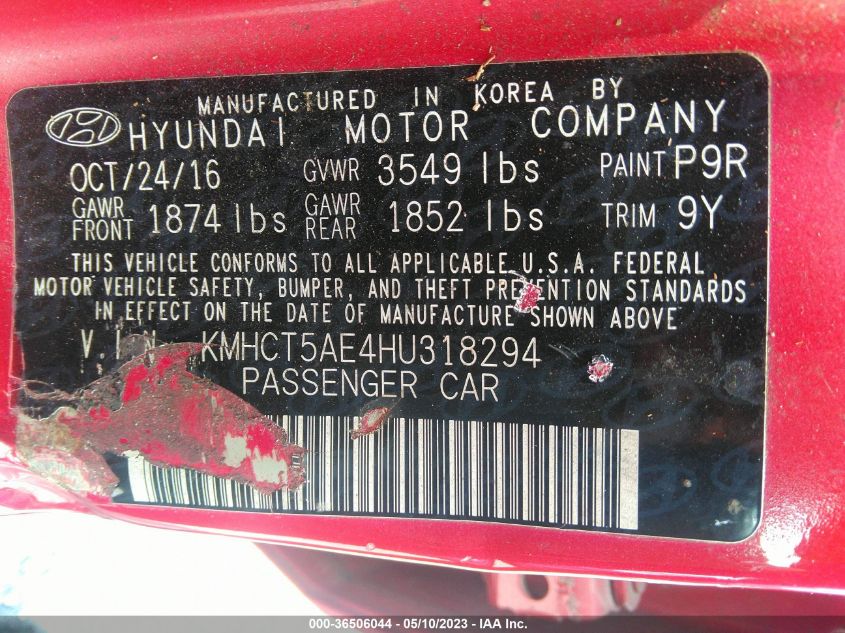 MANUFACTURED IN KOREA BY
HYUNDAI MOTOR COMPANY
OCT/24/16 GVWR 3549 lbs PAINT P9R
GAWR FRONT 1874 lbs GAWR REAR 1852 lbs TRIM 9Y
THIS VEHICLE CONFORMS TO ALL APPLICABLE U.S.A. FEDERAL
MOTOR VEHICLE SAFETY, BUMPER, AND THEFT PREVENTION STANDARDS
IN EFFECT ON THE DATE OF MANUFACTURE SHOWN ABOVE
V.I.N KMHCT5AE4HU318294
PASSENGER CAR
000-36506044 — 05/10/2023 — IAA Inc.